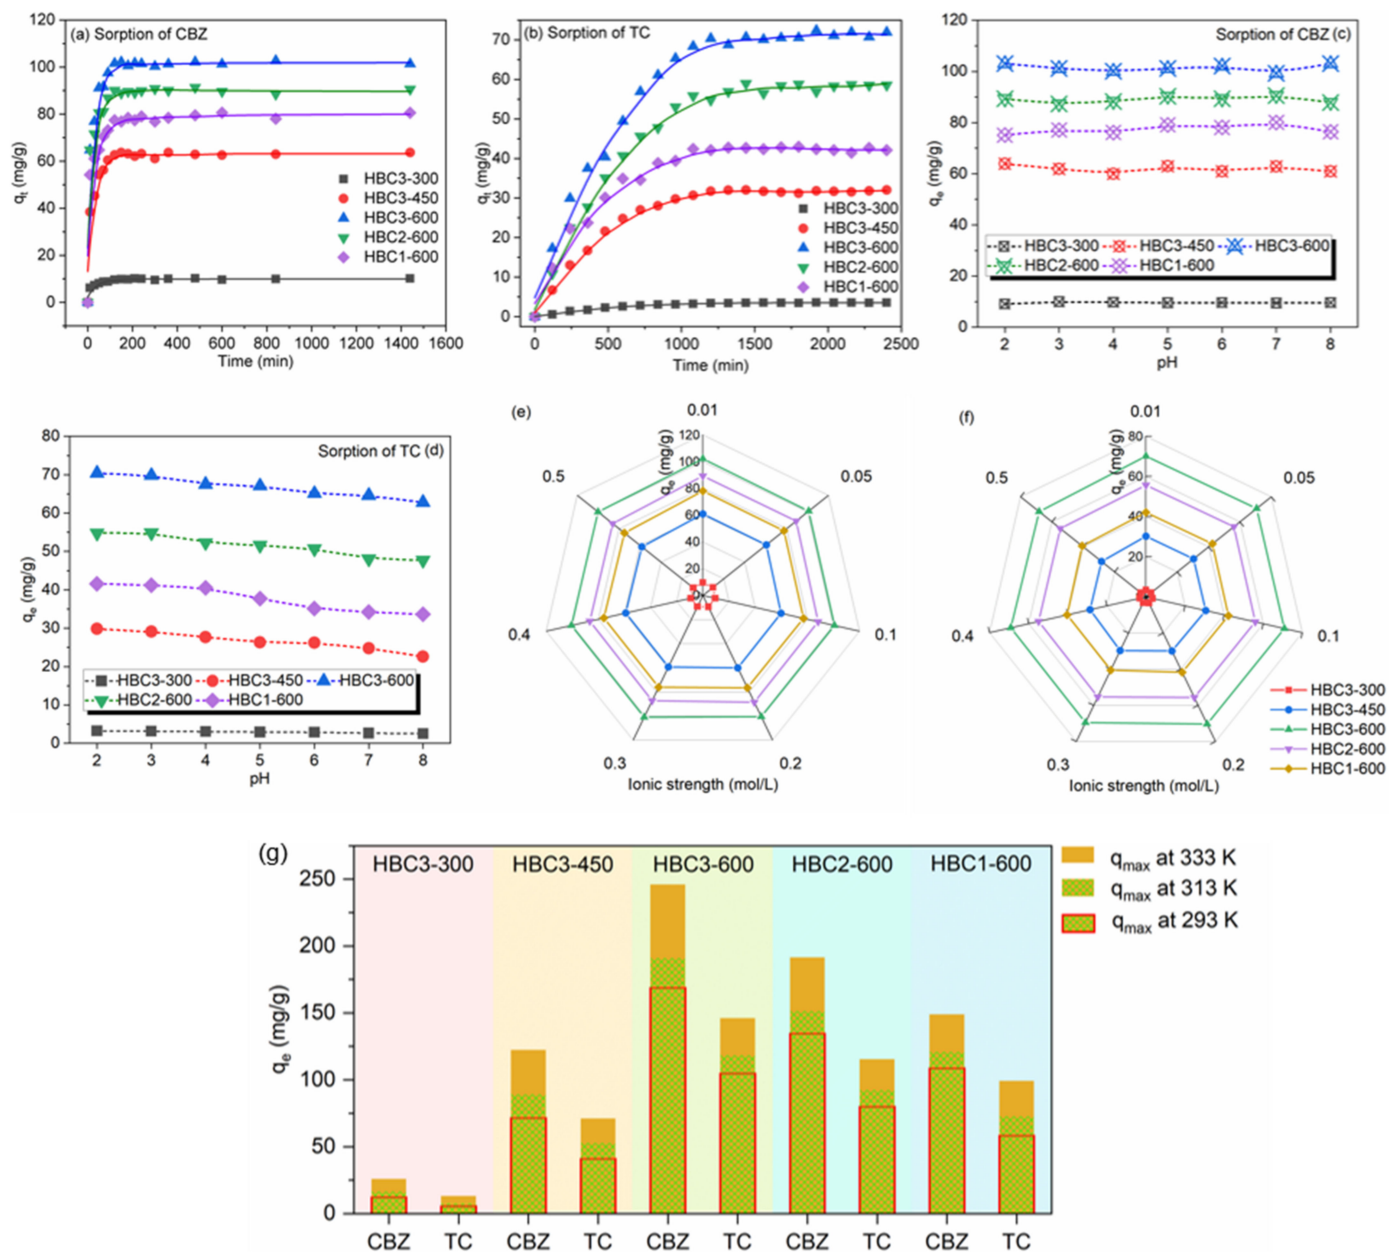 (a) Sorption of CBZ
120
100
80
60
40
20
0
qt (mg/g)
HBC3-300
HBC3-450
HBC3-600
HBC2-600
HBC1-600
0 200 400 600 800 1000 1200 1400 1600
Time (min)
(b) Sorption of TC
70
60
50
40
30
20
10
0
qt (mg/g)
HBC3-300
HBC3-450
HBC3-600
HBC2-600
HBC1-600
0 500 1000 1500 2000 2500
Time (min)
Sorption of CBZ (c)
120
100
80
60
40
20
0
qe (mg/g)
HBC3-300 HBC3-450 HBC3-600
HBC2-600 HBC1-600
2 3 4 5 6 7 8
pH
Sorption of TC (d)
80
70
60
50
40
30
20
10
0
qe (mg/g)
HBC3-300 HBC3-450 HBC3-600
HBC2-600 HBC1-600
2 3 4 5 6 7 8
pH
(e)
0.01
0.05
0.1
0.2
0.3
0.4
0.5
120
100
80
60
40
20
0
qe (mg/g)
Ionic strength (mol/L)
(f)
0.01
0.05
0.1
0.2
0.3
0.4
0.5
80
60
40
20
qe (mg/g)
Ionic strength (mol/L)
HBC3-300
HBC3-450
HBC3-600
HBC2-600
HBC1-600
(g)
HBC3-300 HBC3-450 HBC3-600 HBC2-600 HBC1-600
250
200
150
100
50
0
qe (mg/g)
CBZ TC CBZ TC CBZ TC CBZ TC CBZ TC
qmax at 333 K
qmax at 313 K
qmax at 293 K